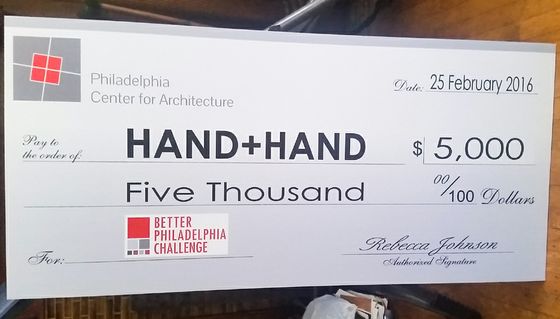 Philadelphia
Center for Architecture
Date: 25 February 2016
Pay to
the order of:
HAND+HAND
$ 5,000
Five Thousand
00/100 Dollars
For:
BETTER
PHILADELPHIA
CHALLENGE
Rebecca Johnson
Authorized Signature